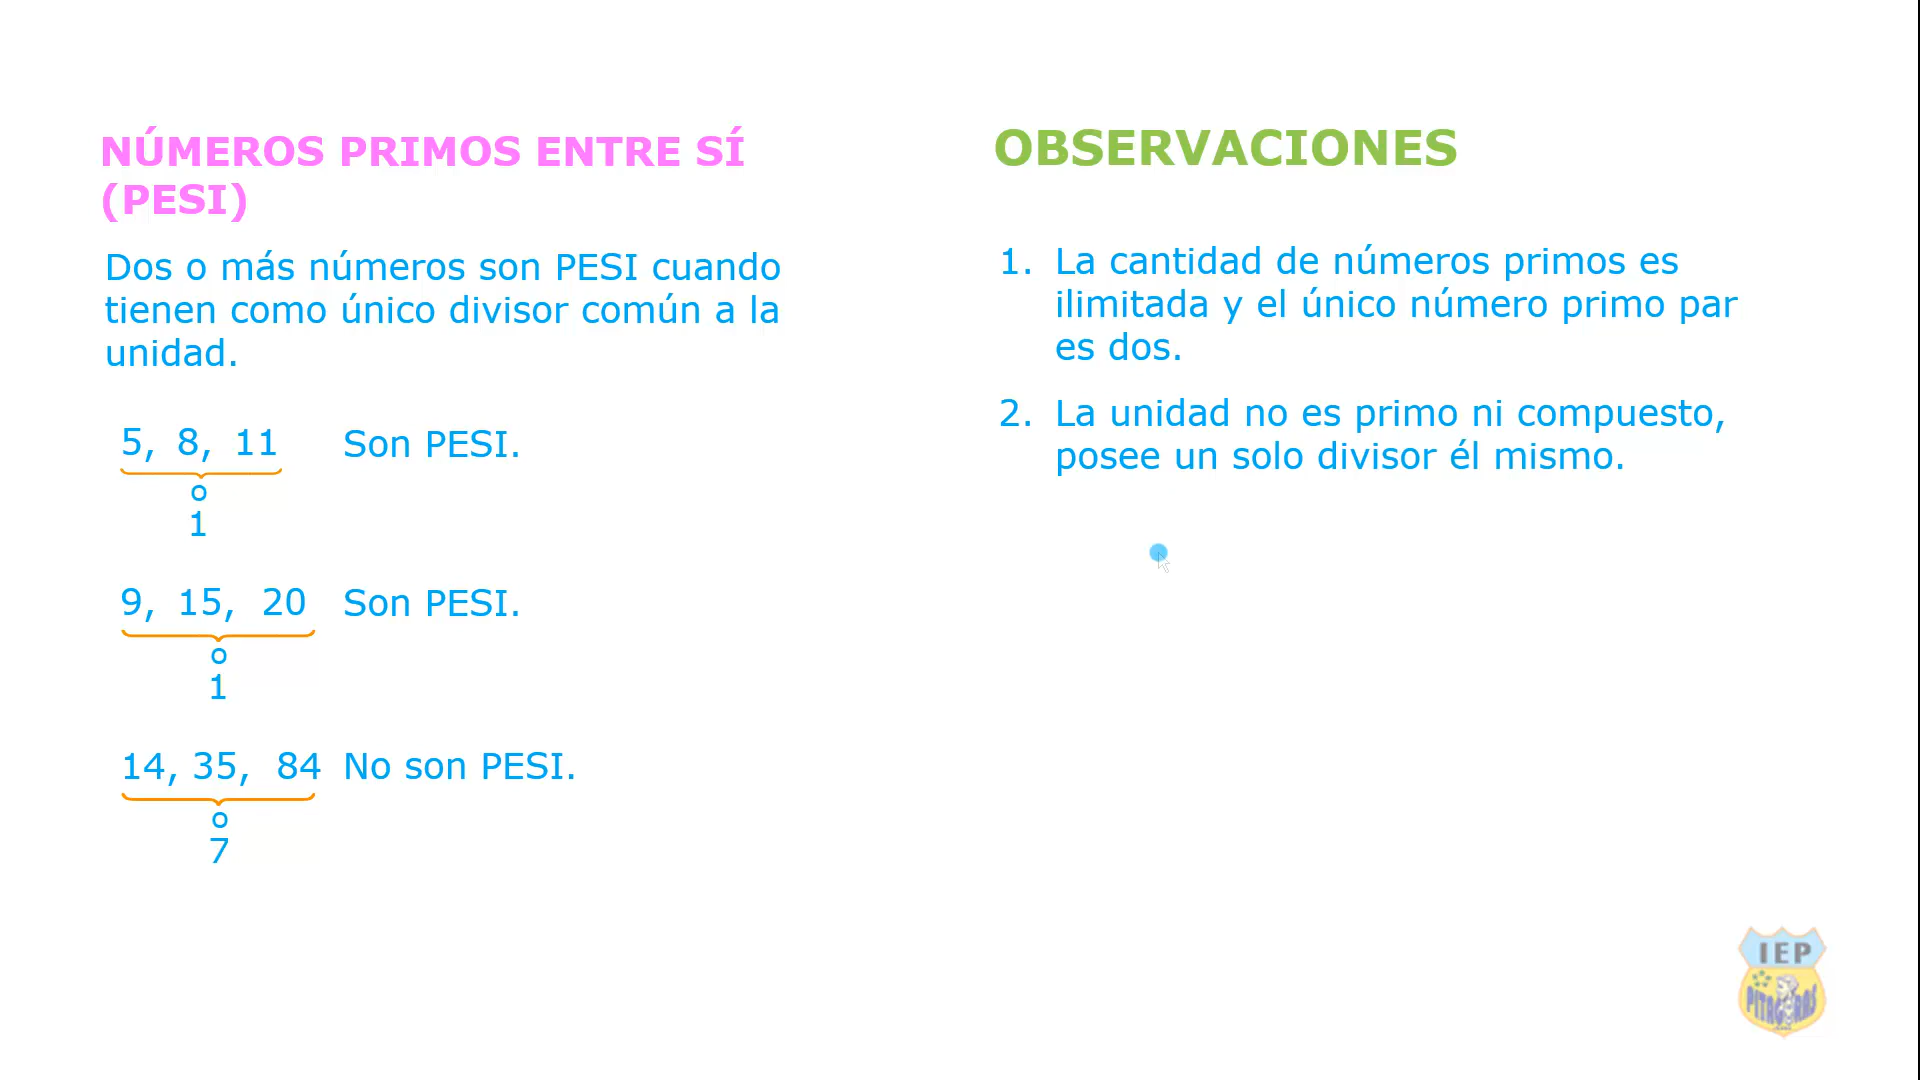 NÚMEROS PRIMOS ENTRE SÍ
(PESI)
Dos o más números son PESI cuando
tienen como único divisor común a la
unidad.
5, 8, 11 Son PESI.
o
1
9, 15, 20 Son PESI.
o
1
14, 35, 84 No son PESI.
o
7
OBSERVACIONES
1. La cantidad de números primos es
ilimitada y el único número primo par
es dos.
2. La unidad no es primo ni compuesto,
posee un solo divisor él mismo.
IEP
PITAGORAS